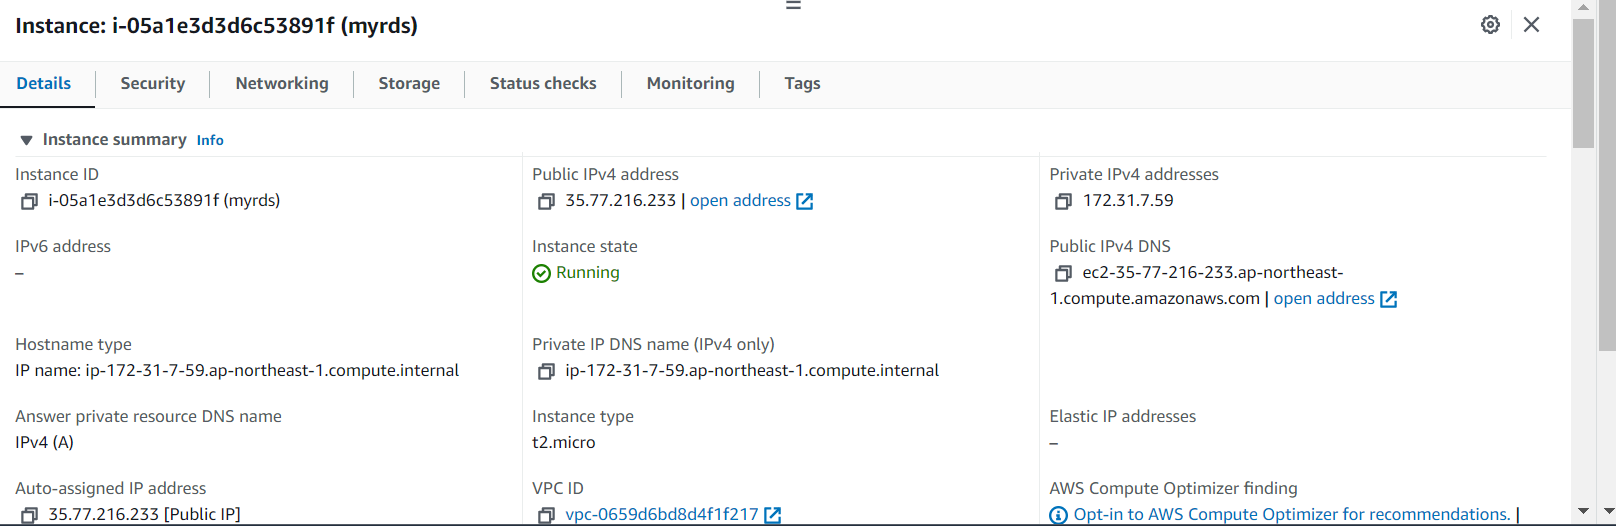 Instance: i-05a1e3d3d6c53891f (myrds)
Details Security Networking Storage Status checks Monitoring Tags
Instance summary Info
Instance ID
i-05a1e3d3d6c53891f (myrds)
Public IPv4 address
35.77.216.233 | open address
Private IPv4 addresses
172.31.7.59
IPv6 address
–
Instance state
Running
Public IPv4 DNS
ec2-35-77-216-233.ap-northeast-
1.compute.amazonaws.com | open address
Hostname type
IP name: ip-172-31-7-59.ap-northeast-1.compute.internal
Private IP DNS name (IPv4 only)
ip-172-31-7-59.ap-northeast-1.compute.internal
Answer private resource DNS name
IPv4 (A)
Instance type
t2.micro
Elastic IP addresses
–
Auto-assigned IP address
35.77.216.233 [Public IP]
VPC ID
vpc-0659d6bd8d4f1f217
AWS Compute Optimizer finding
Opt-in to AWS Compute Optimizer for recommendations. |